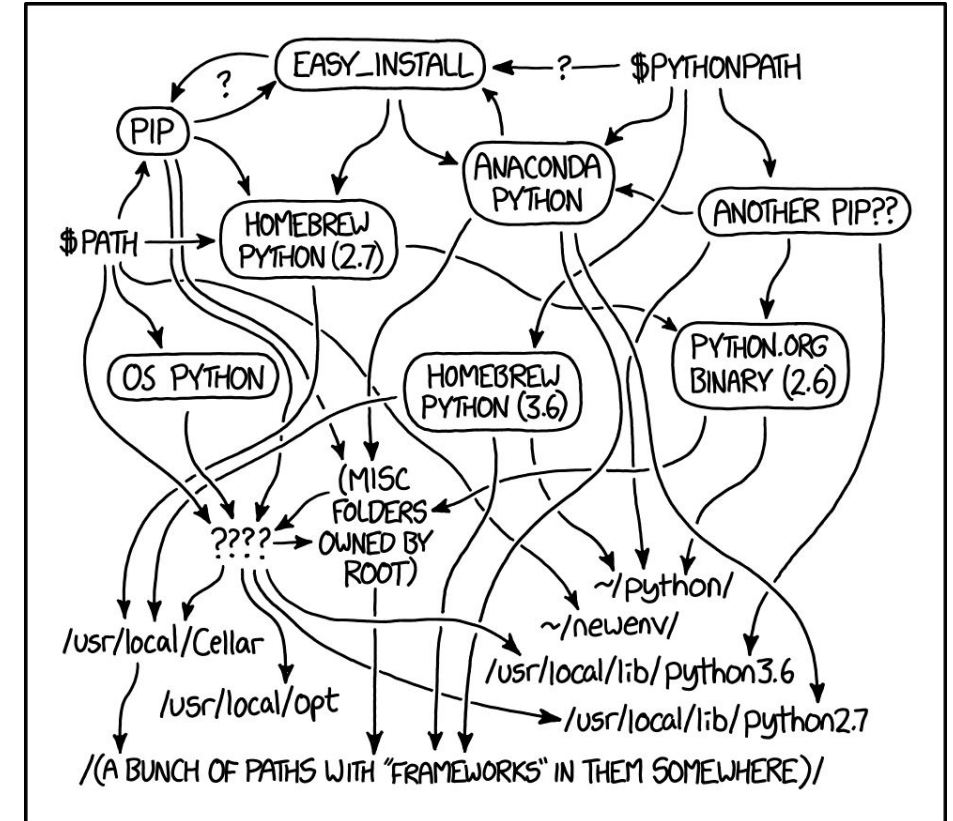 EASY_INSTALL
?
$PYTHONPATH
?
PIP
ANACONDA
PYTHON
ANOTHER PIP??
HOMEBREW
PYTHON (2.7)
$PATH
OS PYTHON
HOMEBREW
PYTHON (3.6)
PYTHON.ORG
BINARY (2.6)
(MISC
FOLDERS
OWNED BY
ROOT)
????
~/python/
~/newenv/
/usr/local/Cellar
/usr/local/lib/python3.6
/usr/local/opt
/usr/local/lib/python2.7
/(A BUNCH OF PATHS WITH "FRAMEWORKS" IN THEM SOMEWHERE)/